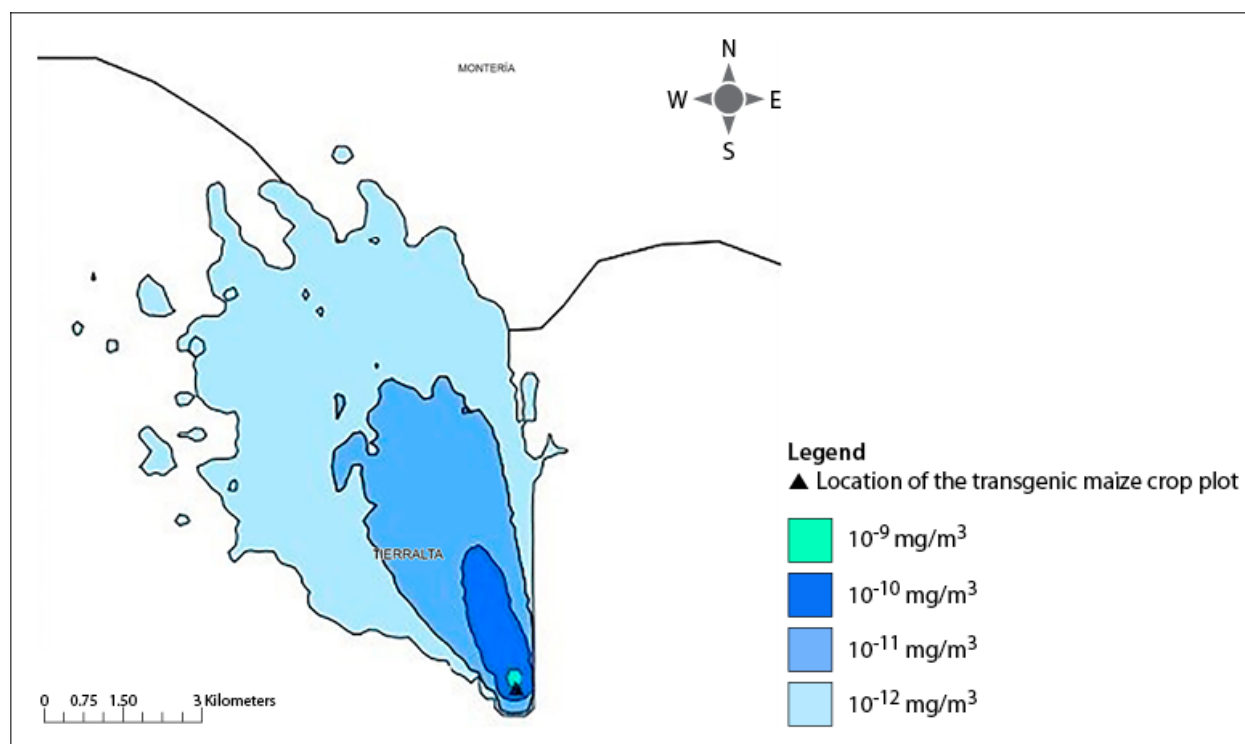 MONTERÍA
N
W E
S
TIERRALTA
0 0.75 1.50 3 Kilometers
Legend
▲ Location of the transgenic maize crop plot
10⁻⁹ mg/m³
10⁻¹⁰ mg/m³
10⁻¹¹ mg/m³
10⁻¹² mg/m³